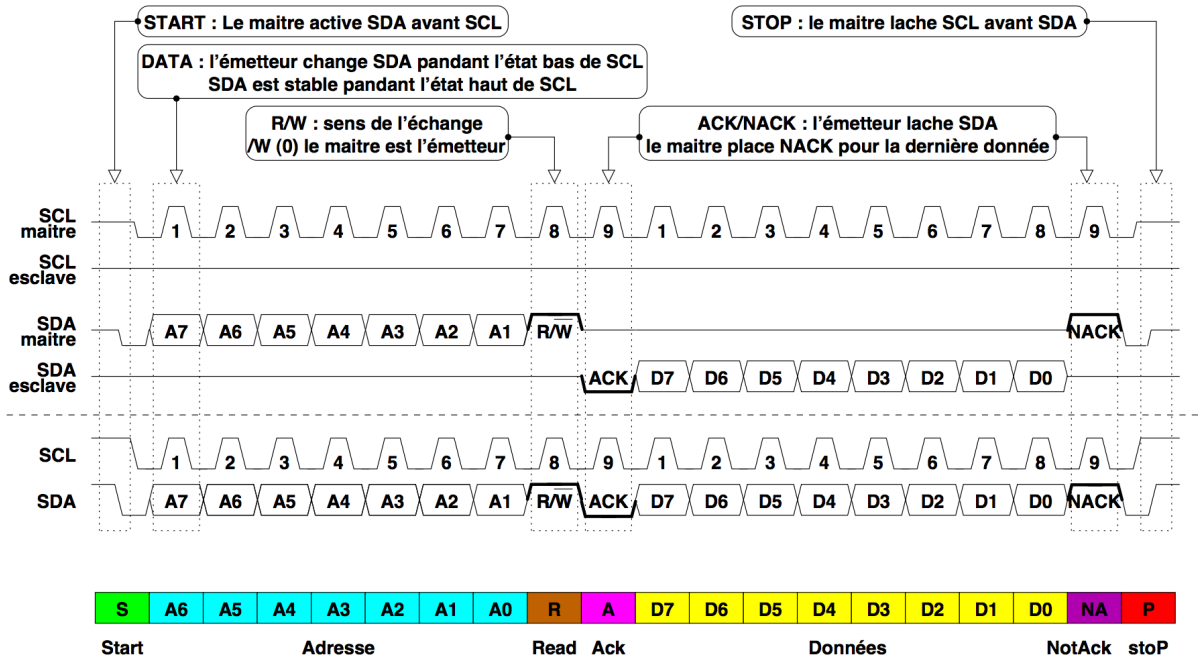 START : Le maitre active SDA avant SCL
STOP : le maitre lache SCL avant SDA
DATA : l'émetteur change SDA pandant l'état bas de SCL
SDA est stable pandant l'état haut de SCL
R/W : sens de l'échange
/W (0) le maitre est l'émetteur
ACK/NACK : l'émetteur lache SDA
le maitre place NACK pour la dernière donnée
SCL
maitre
1 2 3 4 5 6 7 8 9 1 2 3 4 5 6 7 8 9
SCL
esclave
SDA
maitre
A7 A6 A5 A4 A3 A2 A1 R/W NACK
SDA
esclave
ACK D7 D6 D5 D4 D3 D2 D1 D0
SCL
1 2 3 4 5 6 7 8 9 1 2 3 4 5 6 7 8 9
SDA
A7 A6 A5 A4 A3 A2 A1 R/W ACK D7 D6 D5 D4 D3 D2 D1 D0 NACK
S A6 A5 A4 A3 A2 A1 A0 R A D7 D6 D5 D4 D3 D2 D1 D0 NA P
Start Adresse Read Ack Données NotAck stoP